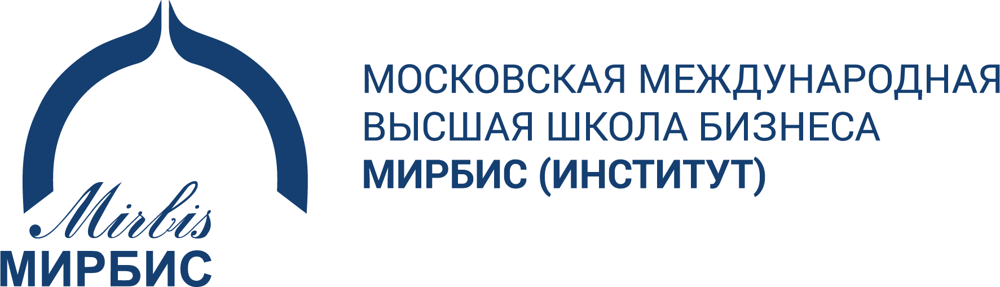 Mirbis
МИРБИС
МОСКОВСКАЯ МЕЖДУНАРОДНАЯ
ВЫСШАЯ ШКОЛА БИЗНЕСА
МИРБИС (ИНСТИТУТ)